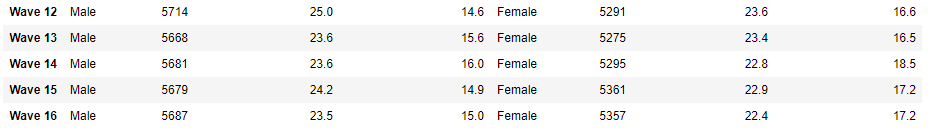 Wave 12 Male 5714 25.0 14.6 Female 5291 23.6 16.6
Wave 13 Male 5668 23.6 15.6 Female 5275 23.4 16.5
Wave 14 Male 5681 23.6 16.0 Female 5295 22.8 18.5
Wave 15 Male 5679 24.2 14.9 Female 5361 22.9 17.2
Wave 16 Male 5687 23.5 15.0 Female 5357 22.4 17.2